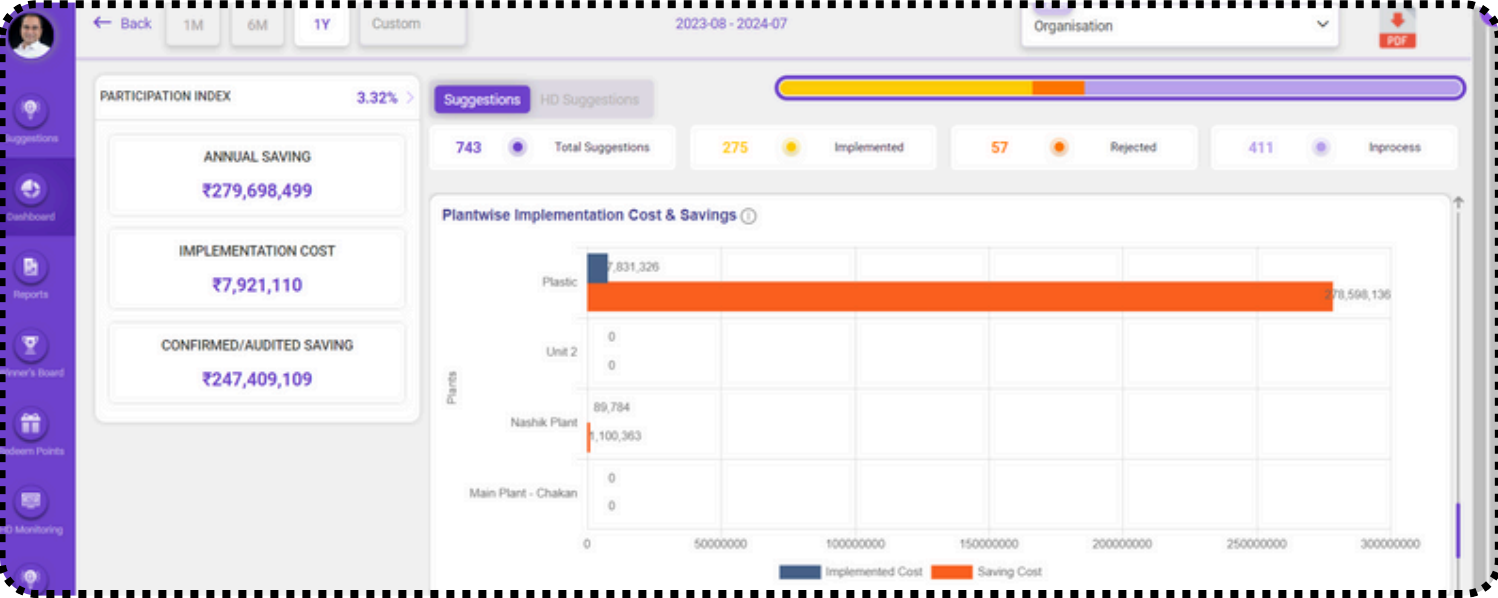 ← Back 1M 6M 1Y Custom 2023-08 - 2024-07 Organisation PDF
PARTICIPATION INDEX 3.32% >
ANNUAL SAVING
₹279,698,499
IMPLEMENTATION COST
₹7,921,110
CONFIRMED/AUDITED SAVING
₹247,409,109
Dashboard
Reports
Suggestions HD Suggestions
743 Total Suggestions 275 Implemented 57 Rejected 411 Inprocess
Plantwise Implementation Cost & Savings
Plants
Plastic 7,831,326
278,598,136
Unit 2 0
0
Nashik Plant 89,784
1,100,363
Main Plant - Chakan 0
0
0 50000000 100000000 150000000 200000000 250000000 300000000
Implemented Cost Saving Cost